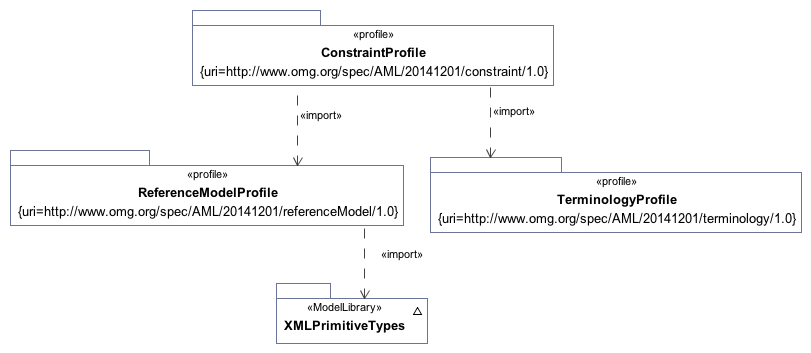 «profile»
ConstraintProfile
{uri=http://www.omg.org/spec/AML/20141201/constraint/1.0}
«import»
«import»
«profile»
ReferenceModelProfile
{uri=http://www.omg.org/spec/AML/20141201/referenceModel/1.0}
«profile»
TerminologyProfile
{uri=http://www.omg.org/spec/AML/20141201/terminology/1.0}
«import»
«ModelLibrary»
XMLPrimitiveTypes